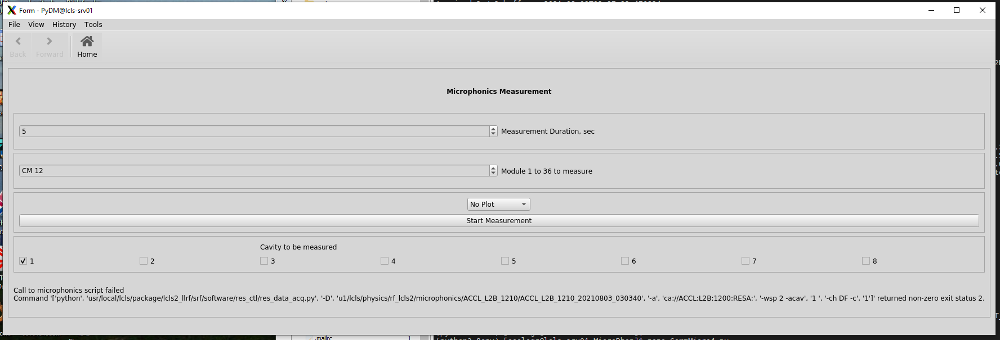 Form - PyDM@lcls-srv01
File View History Tools
Back Forward Home
Microphonics Measurement
5 Measurement Duration, sec
CM 12 Module 1 to 36 to measure
No Plot
Start Measurement
Cavity to be measured
1 2 3 4 5 6 7 8
Call to microphonics script failed
Command '['python', 'usr/local/lcls/package/lcls2_llrf/srf/software/res_ctl/res_data_acq.py', '-D', 'u1/lcls/physics/rf_lcls2/microphonics/ACCL_L2B_1210/ACCL_L2B_1210_20210803_030340', '-a', 'ca://ACCL:L2B:1200:RESA:', '-wsp 2 -acav', '1 ', '-ch DF -c', '1']' returned non-zero exit status 2.
.mailrc 1